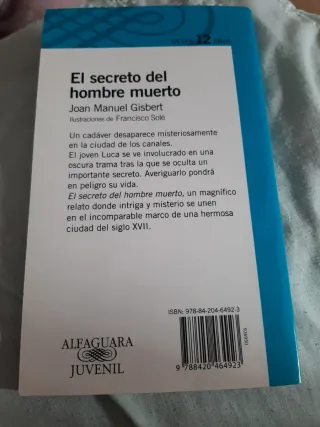 DESDE 12 AÑOS
El secreto del
hombre muerto
Joan Manuel Gisbert
Ilustraciones de Francisco Solé
Un cadáver desaparece misteriosamente
en la ciudad de los canales.
El joven Luca se ve involucrado en una
oscura trama tras la que se oculta un
importante secreto. Averiguarlo pondrá
en peligro su vida.
El secreto del hombre muerto, un magnífico
relato donde intriga y misterio se unen
en el incomparable marco de una hermosa
ciudad del siglo XVII.
ISBN: 978-84-204-6492-3
9 788420 464923
ALFAGUARA
JUVENIL